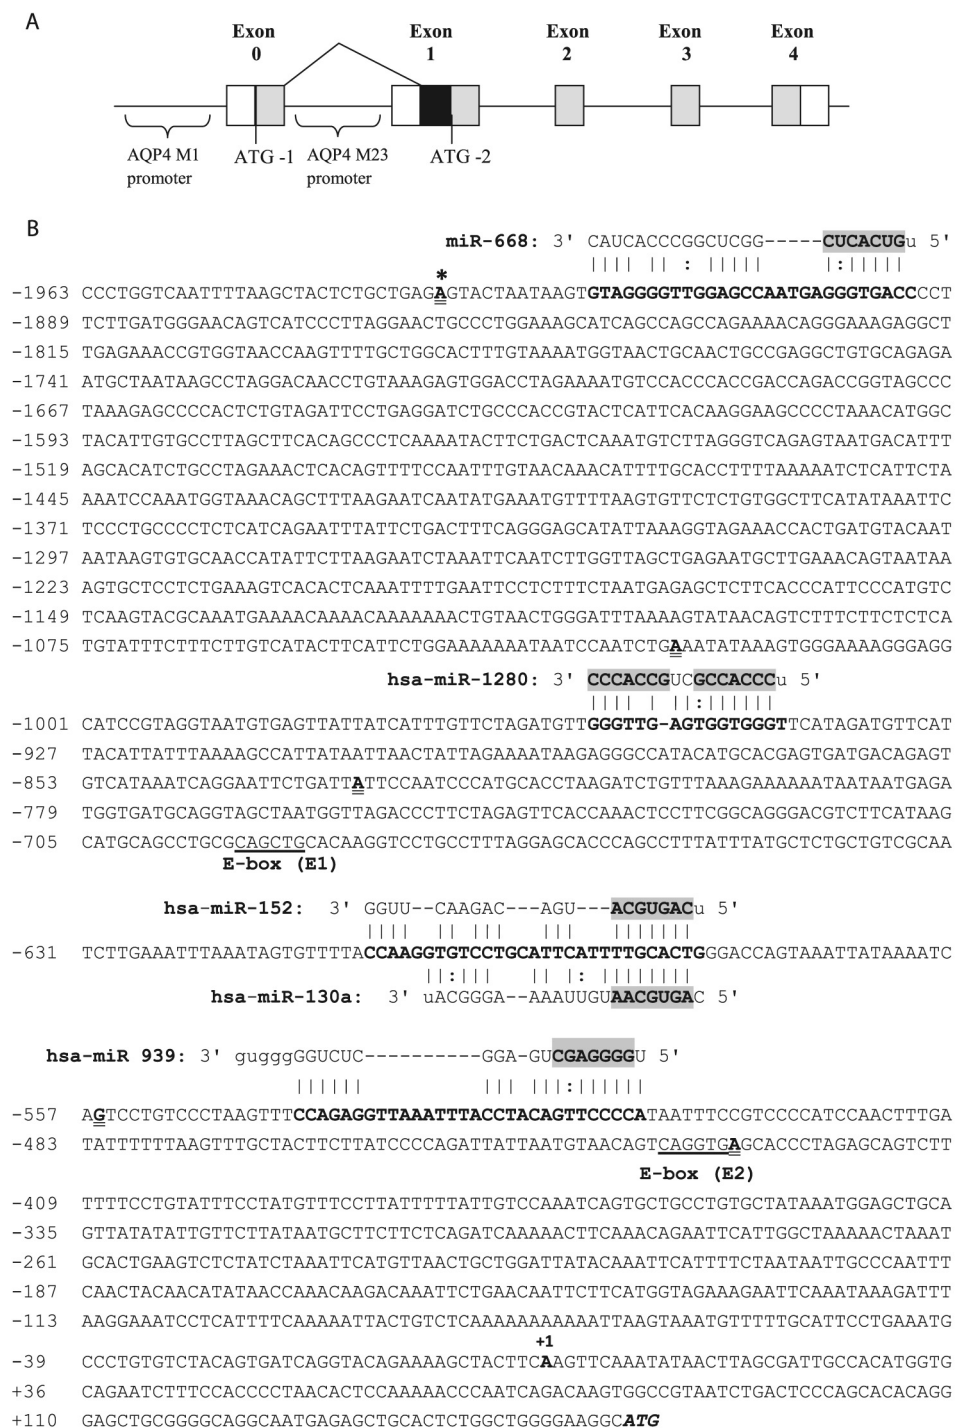 A
Exon 0
Exon 1
Exon 2
Exon 3
Exon 4
AQP4 M1 promoter
ATG -1
AQP4 M23 promoter
ATG -2
B
miR-668: 3' CAUCACCCGGCUCGG-----CUCACUGu 5'
|||| || : ||||| |:|||||
*
-1963 CCCTGGTCAATTTTAAGCTACTCTGCTGAGAGTACTAATAAGTGTAGGGGTTGGAGCCAATGAGGGTGACCCCT
-1889 TCTTGATGGGAACAGTCATCCCTTAGGAACTGCCCTGGAAAGCATCAGCCAGCCAGAAAACAGGGAAAGAGGCT
-1815 TGAGAAACCGTGGTAACCAAGTTTTGCTGGCACTTTGTAAAATGGTAACTGCAACTGCCGAGGCTGTGCAGAGA
-1741 ATGCTAATAAGCCTAGGACAACCTGTAAAGAGTGGACCTAGAAAATGTCCACCCACCGACCAGACCGGTAGCCC
-1667 TAAAGAGCCCCACTCTGTAGATTCCTGAGGATCTGCCCACCGTACTCATTCACAAGGAAGCCCCTAAACATGGC
-1593 TACATTGTGCCTTAGCTTCACAGCCCTCAAAATACTTCTGACTCAAATGTCTTAGGGTCAGAGTAATGACATTT
-1519 AGCACATCTGCCTAGAAACTCACAGTTTTCCAATTTGTAACAAACATTTTGCACCTTTTAAAAATCTCATTCTA
-1445 AAATCCAAATGGTAAACAGCTTTAAGAATCAATATGAAATGTTTTAAGTGTTCTCTGTGGCTTCATATAAATTC
-1371 TCCCTGCCCCTCTCATCAGAATTTATTCTGACTTTCAGGGAGCATATTAAAGGTAGAAACCACTGATGTACAAT
-1297 AATAAGTGTGCAACCATATTCTTAAGAATCTAAATTCAATCTTGGTTAGCTGAGAATGCTTGAAACAGTAATAA
-1223 AGTGCTCCTCTGAAAGTCACACTCAAATTTTGAATTCCTCTTTCTAATGAGAGCTCTTCACCCATTCCCATGTC
-1149 TCAAGTACGCAAATGAAAACAAAACAAAAAAACTGTAACTGGGATTTAAAAGTATAACAGTCTTTCTTCTCTCA
-1075 TGTATTTCTTTCTTGTCATACTTCATTCTGGAAAAAAAATAATCCAATCTGAAATATAAAGTGGGAAAAGGGAGG
hsa-miR-1280: 3' CCCACCGUCGCCACCCu 5'
|||| | ||:||||||
-1001 CATCCGTAGGTAATGTGAGTTATTATCATTTGTTCTAGATGTTGGGTTG-AGTGGTGGGTTCATAGATGTTCAT
-927 TACATTATTTAAAAGCCATTATAATTAACTATTAGAAAATAAGAGGGCCATACATGCACGAGTGATGACAGAGT
-853 GTCATAAATCAGGAATTCTGATTATTCCAATCCCATGCACCTAAGATCTGTTTAAAGAAAAAATAATAATGAGA
-779 TGGTGATGCAGGTAGCTAATGGTTAGACCCTTCTAGAGTTCACCAAACTCCTTCGGCAGGGACGTCTTCATAAG
-705 CATGCAGCCTGCGCAGCTGCACAAGGTCCTGCCTTTAGGAGCACCCAGCCTTTATTTATGCTCTGCTGTCGCAA
E-box (E1)
hsa-miR-152: 3' GGUU--CAAGAC---AGU---ACGUGACu 5'
|||| || ||| ||| |||||||
-631 TCTTGAAATTTAAATAGTGTTTTACCAAGGTGTCCTGCATTCATTTTGCACTGGGACCAGTAAATTATAAAATC
||:||| || |: |||||||
hsa-miR-130a: 3' uACGGGA--AAAUUGUAACGUGAC 5'
hsa-miR 939: 3' gugggGGUCUC----------GGA-GUCGAGGGGU 5'
|||||| ||| |||:||||||
-557 AGTCCTGTCCCTAAGTTTCCAGAGGTTAAATTTACCTACAGTTCCCCATAATTTCCGTCCCCATCCAACTTTGA
-483 TATTTTTTAAGTTTGCTACTTCTTATCCCCAGATTATTAATGTAACAGTCAGGTGAGCACCCTAGAGCAGTCTT
E-box (E2)
-409 TTTTCCTGTATTTCCTATGTTTCCTTATTTTTATTGTCCAAATCAGTGCTGCCTGTGCTATAAATGGAGCTGCA
-335 GTTATATATTGTTCTTATAATGCTTCTTCTCAGATCAAAAACTTCAAACAGAATTCATTGGCTAAAAACTAAAT
-261 GCACTGAAGTCTCTATCTAAATTCATGTTAACTGCTGGATTATACAAATTCATTTTCTAATAATTGCCCAATTT
-187 CAACTACAACATATAACCAAACAAGACAAATTCTGAACAATTCTTCATGGTAGAAAGAATTCAAATAAAGATTT
-113 AAGGAAATCCTCATTTTCAAAAATTACTGTCTCAAAAAAAAAAAATTAAGTAAATGTTTTTGCATTCCTGAAATG
+1
-39 CCCTGTGTCTACAGTGATCAGGTACAGAAAAGCTACTTCAAGTTCAAATATAACTTAGCGATTGCCACATGGTG
+36 CAGAATCTTTCCACCCCTAACACTCCAAAAACCCAATCAGACAAGTGGCCGTAATCTGACTCCCAGCACACAGG
+110 GAGCTGCGGGGCAGGCAATGAGAGCTGCACTCTGGCTGGGGAAGGCATG